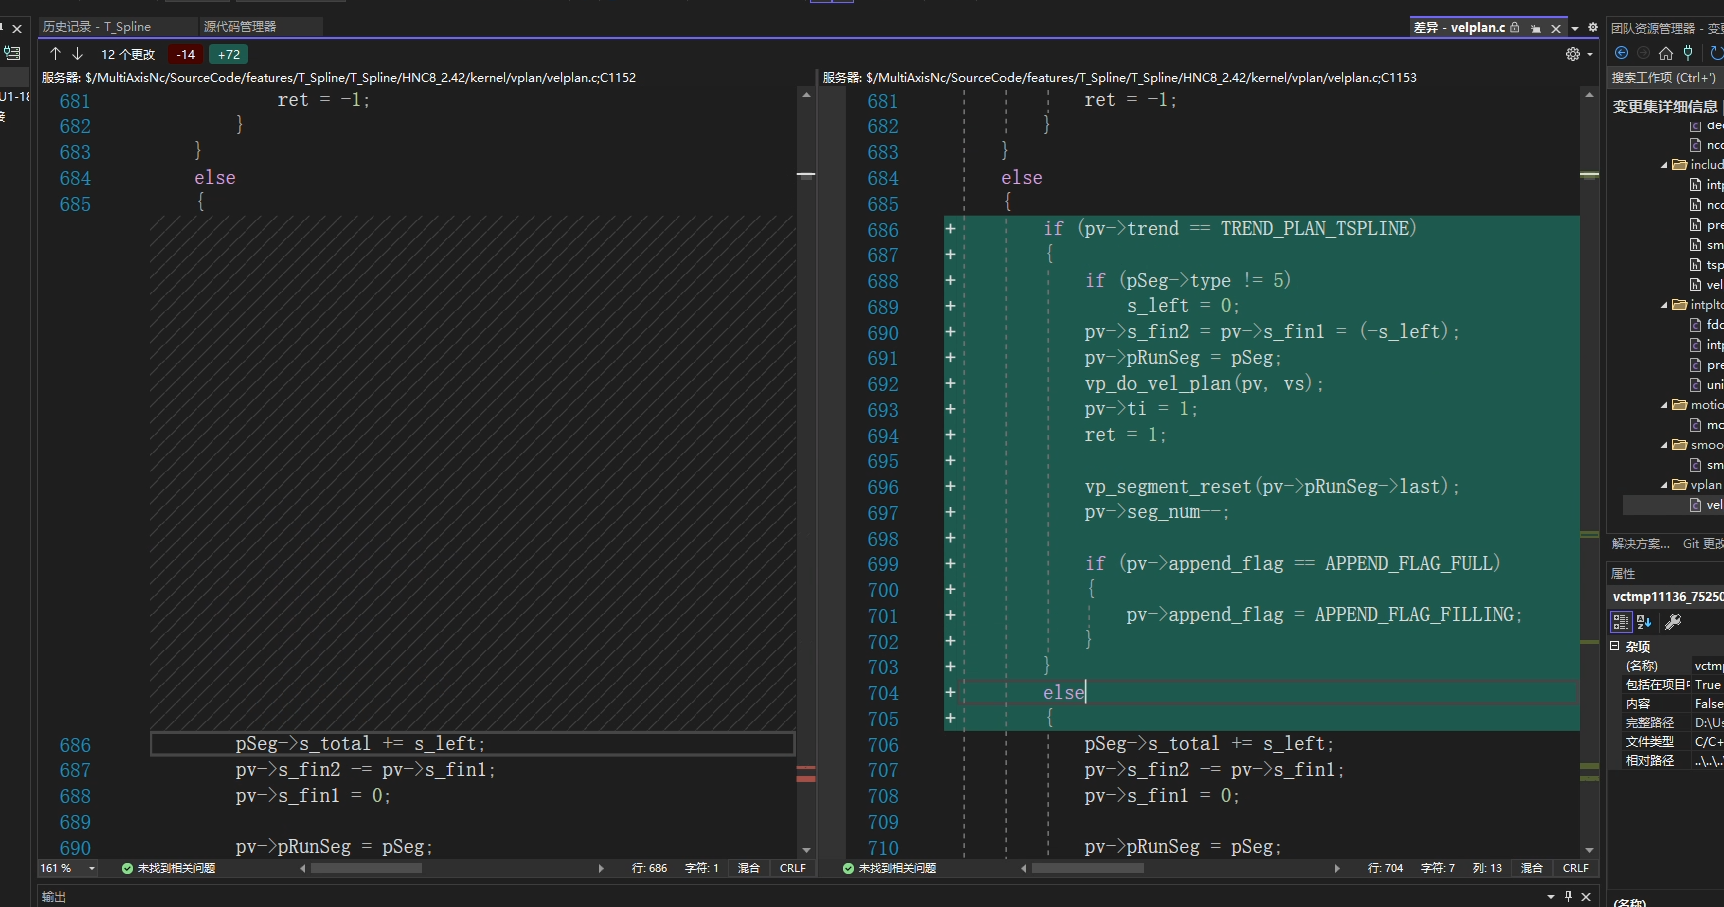 历史记录 - T_Spline
源代码管理器
差异 - velplan.c
12 个更改
-14
+72
服务器: $/MultiAxisNc/SourceCode/features/T_Spline/T_Spline/HNC8_2.42/kernel/vplan/velplan.c;C1152
681 ret = -1;
682 }
683 }
684 else
685 {
686 pSeg->s_total += s_left;
687 pv->s_fin2 -= pv->s_fin1;
688 pv->s_fin1 = 0;
689
690 pv->pRunSeg = pSeg;
161 %
未找到相关问题
行: 686
字符: 1
混合
CRLF
服务器: $/MultiAxisNc/SourceCode/features/T_Spline/T_Spline/HNC8_2.42/kernel/vplan/velplan.c;C1153
681 ret = -1;
682 }
683 }
684 else
685 {
686 + if (pv->trend == TREND_PLAN_TSPLINE)
687 + {
688 + if (pSeg->type != 5)
689 + s_left = 0;
690 + pv->s_fin2 = pv->s_fin1 = (-s_left);
691 + pv->pRunSeg = pSeg;
692 + vp_do_vel_plan(pv, vs);
693 + pv->ti = 1;
694 + ret = 1;
695 +
696 + vp_segment_reset(pv->pRunSeg->last);
697 + pv->seg_num--;
698 +
699 + if (pv->append_flag == APPEND_FLAG_FULL)
700 + {
701 + pv->append_flag = APPEND_FLAG_FILLING;
702 + }
703 + }
704 + else
705 + {
706 pSeg->s_total += s_left;
707 pv->s_fin2 -= pv->s_fin1;
708 pv->s_fin1 = 0;
709
710 pv->pRunSeg = pSeg;
未找到相关问题
行: 704
字符: 7
列: 13
混合
CRLF
输出
团队资源管理器 - 变更
搜索工作项 (Ctrl+')
变更集详细信息
dec
ncc
includ
intp
ncc
pre
smo
tsp
vel
intpltc
fdc
intp
pre
uni
motio
mo
smoo
sm
vplan
vel
解决方案...
Git 更改
属性
vctmp11136_75250
杂项
(名称) vctmp
包括在项目中 True
内容 False
完整路径 D:\Us
文件类型 C/C+
相对路径 ..\..\..
(名称)